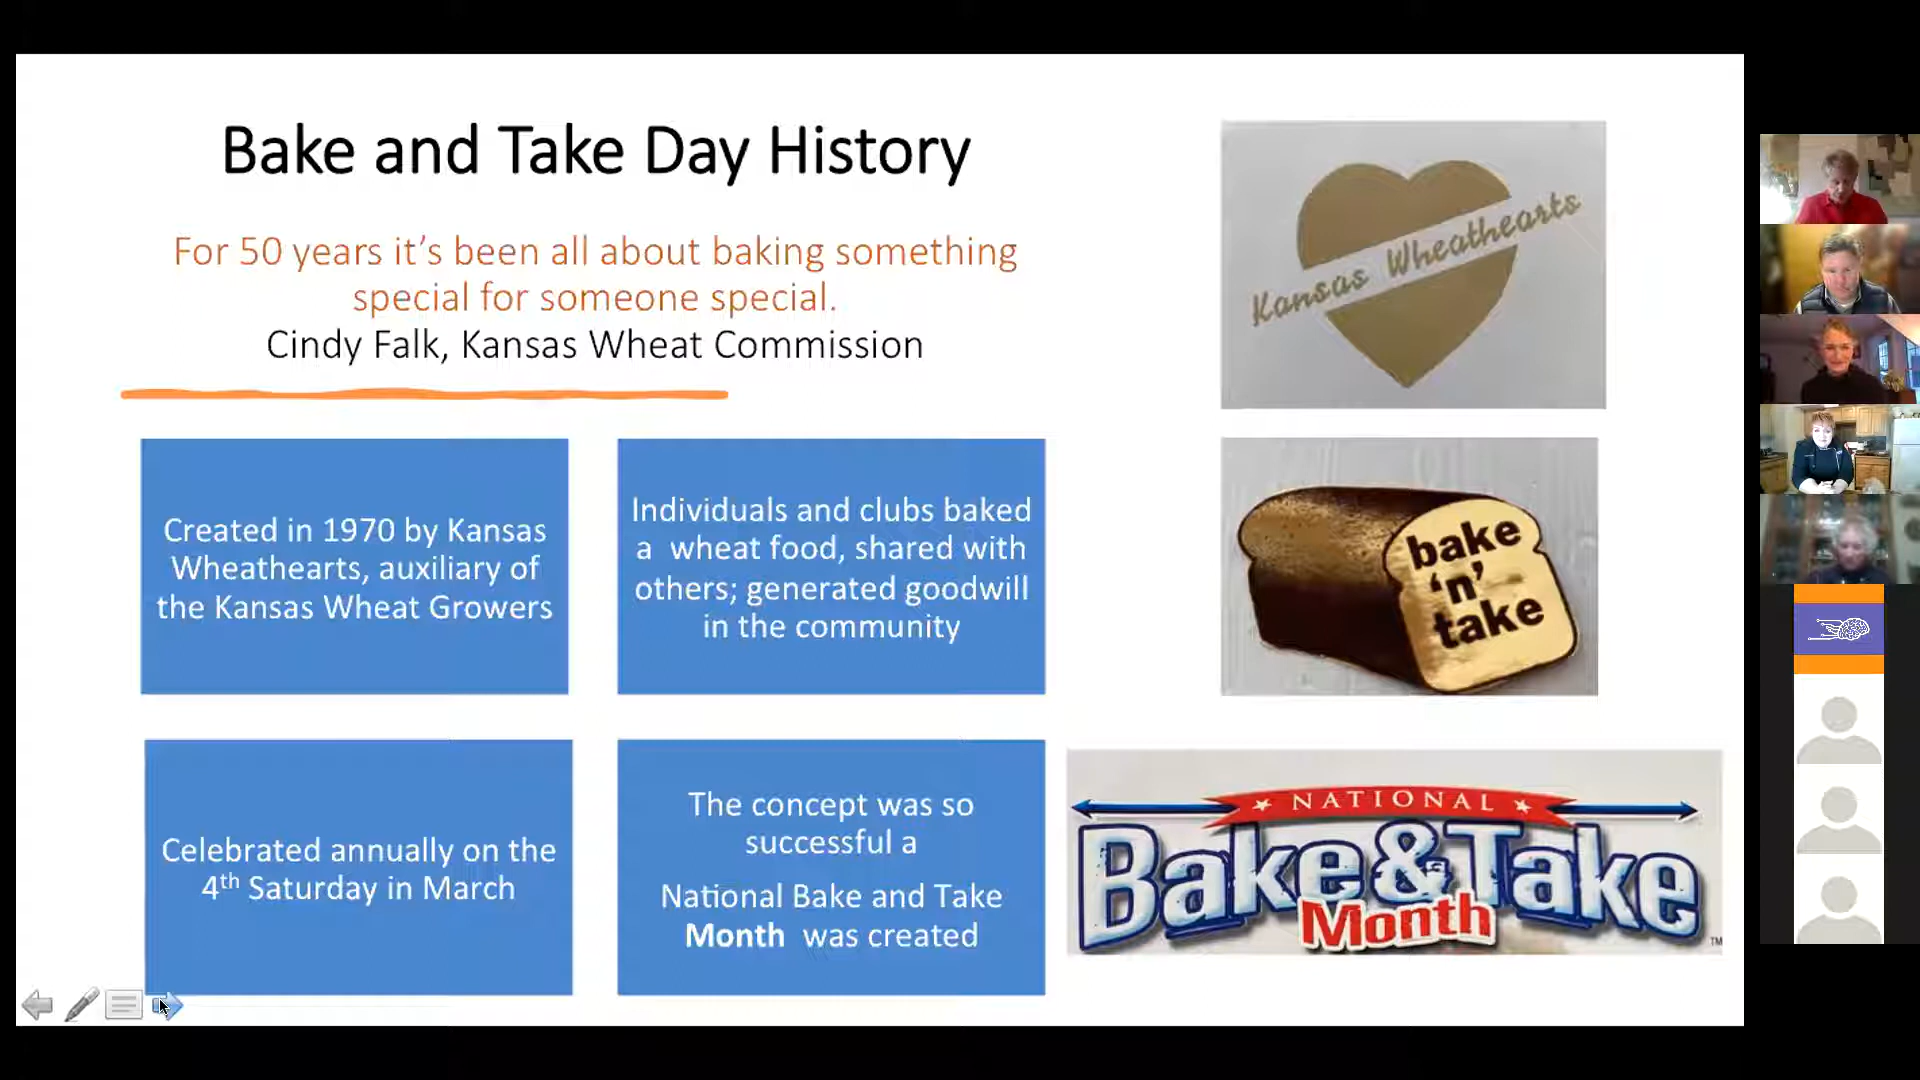 Bake and Take Day History
For 50 years it’s been all about baking something
special for someone special.
Cindy Falk, Kansas Wheat Commission
Created in 1970 by Kansas
Wheathearts, auxiliary of
the Kansas Wheat Growers
Individuals and clubs baked
a wheat food, shared with
others; generated goodwill
in the community
Celebrated annually on the
4th Saturday in March
The concept was so
successful a
National Bake and Take
Month was created
Kansas Wheathearts
bake
‘n’
take
NATIONAL
Bake & Take
Month
TM